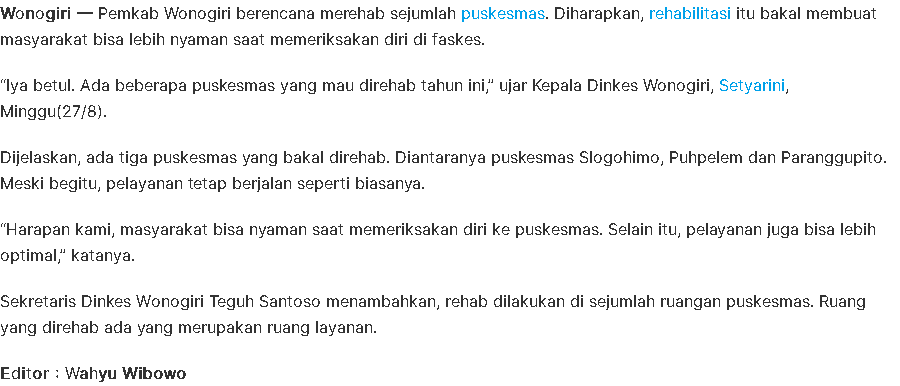 Wonogiri — Pemkab Wonogiri berencana merehab sejumlah puskesmas. Diharapkan, rehabilitasi itu bakal membuat
masyarakat bisa lebih nyaman saat memeriksakan diri di faskes.
“Iya betul. Ada beberapa puskesmas yang mau direhab tahun ini,” ujar Kepala Dinkes Wonogiri, Setyarini,
Minggu(27/8).
Dijelaskan, ada tiga puskesmas yang bakal direhab. Diantaranya puskesmas Slogohimo, Puhpelem dan Paranggupito.
Meski begitu, pelayanan tetap berjalan seperti biasanya.
“Harapan kami, masyarakat bisa nyaman saat memeriksakan diri ke puskesmas. Selain itu, pelayanan juga bisa lebih
optimal,” katanya.
Sekretaris Dinkes Wonogiri Teguh Santoso menambahkan, rehab dilakukan di sejumlah ruangan puskesmas. Ruang
yang direhab ada yang merupakan ruang layanan.
Editor : Wahyu Wibowo